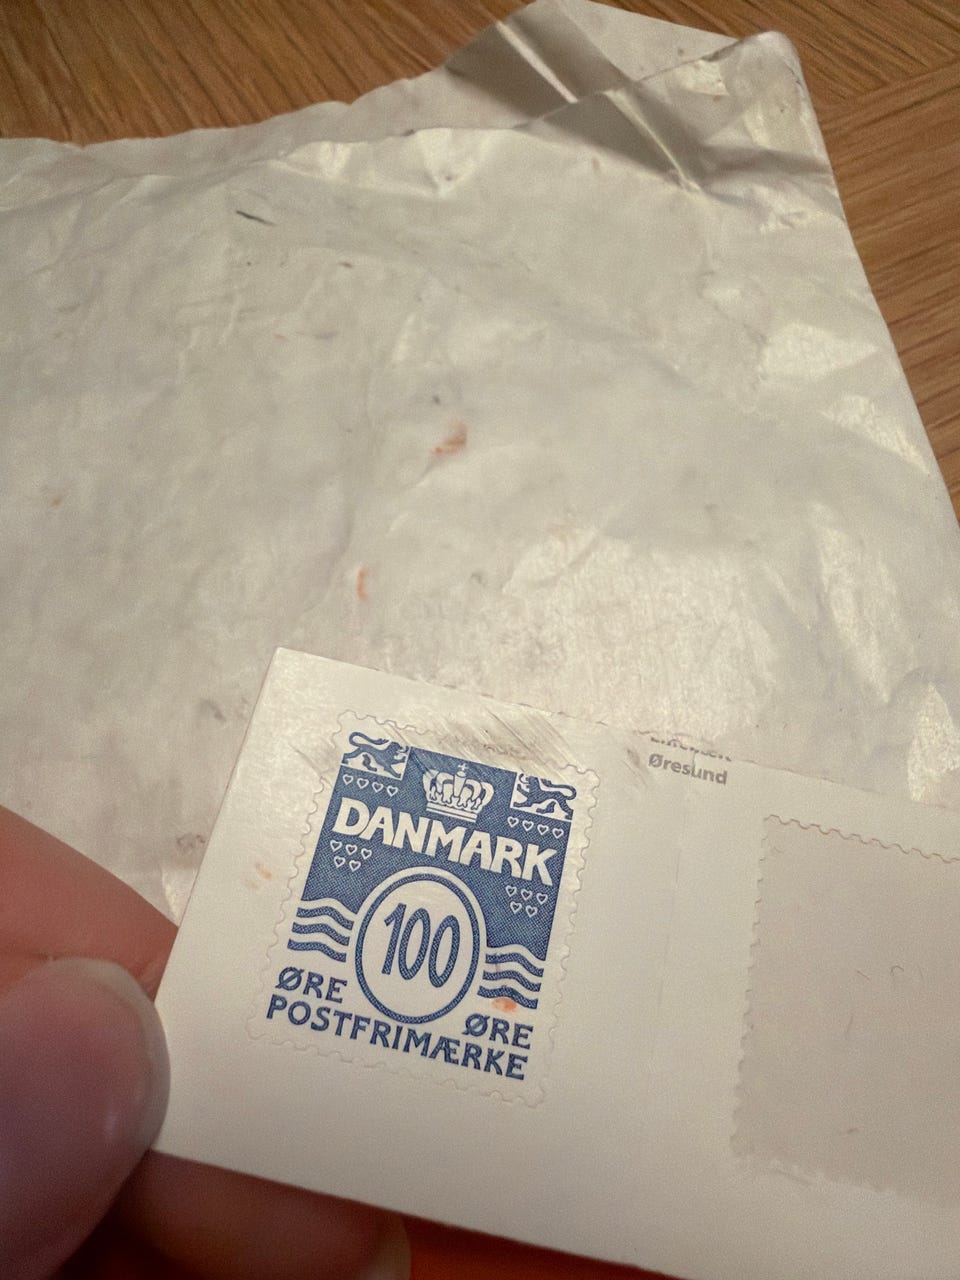 Øresund
DANMARK
100
ØRE ØRE
POSTFRIMÆRKE